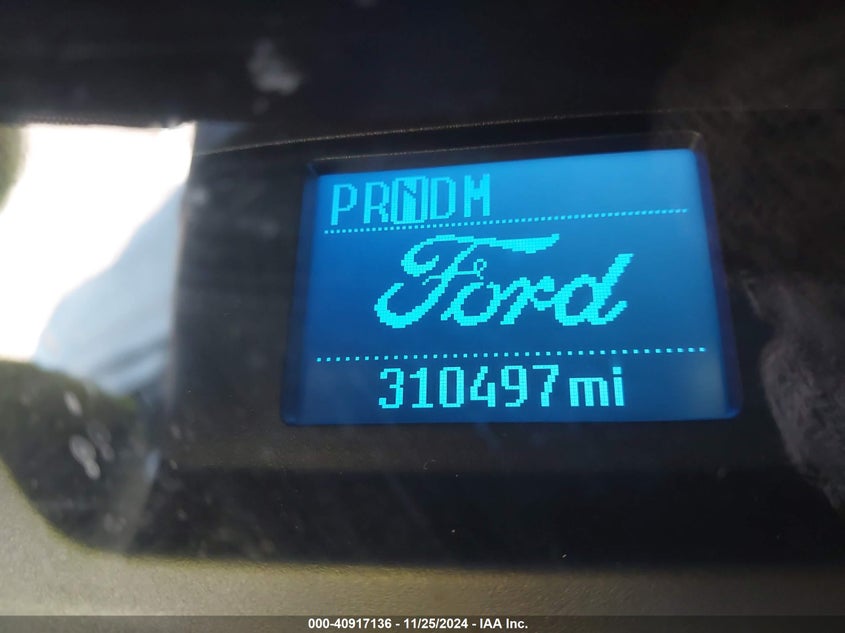 PRNDM
Ford
310497mi
000-40917136 - 11/25/2024 - IAA Inc.